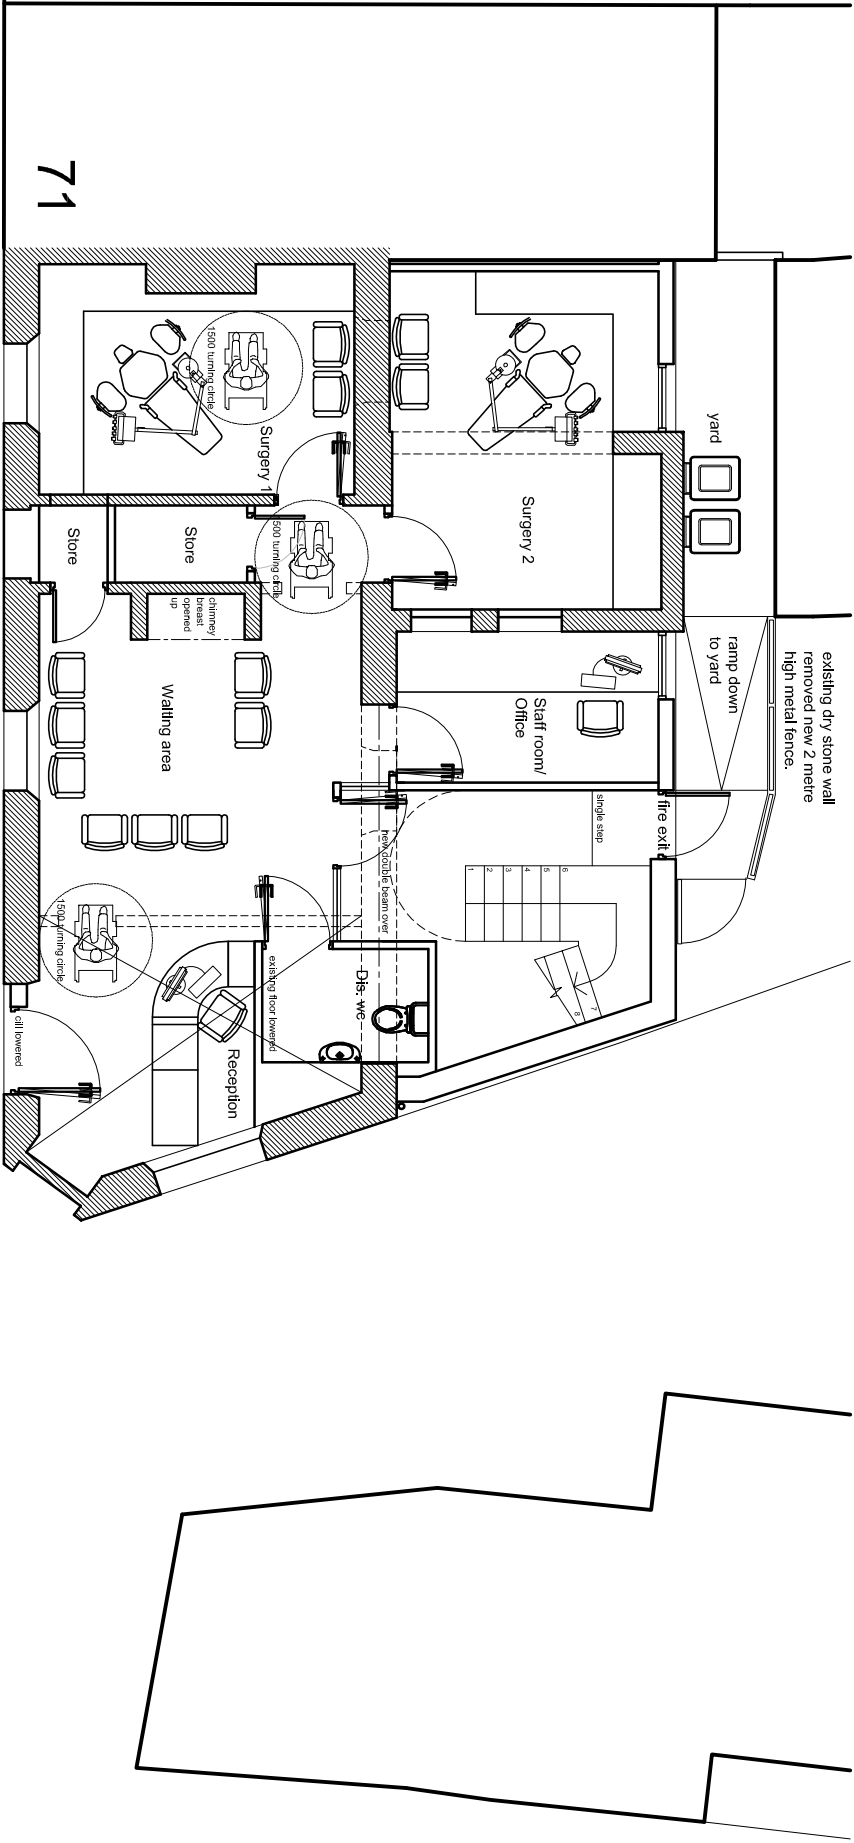 71
yard
existing dry stone wall
removed new 2 metre
high metal fence.
ramp down
to yard
fire exit
single step
Surgery 2
Staff room/
Office
1500 turning circle
Surgery 1
1500 turning circle
Store
Store
chimney
breast
opened
up
Waiting area
new double beam over
1
2
3
4
5
6
7
8
Dis. wc
existing floor lowered
Reception
1500 turning circle
cill lowered